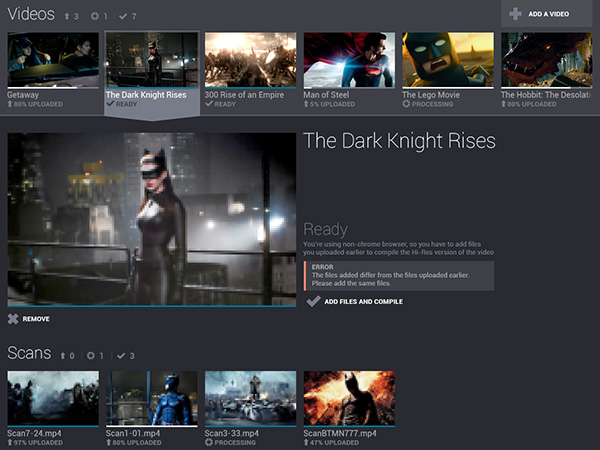 Videos 3 1 7
ADD A VIDEO
Getaway
80% UPLOADED
The Dark Knight Rises
READY
300 Rise of an Empire
READY
Man of Steel
5% UPLOADED
The Lego Movie
PROCESSING
The Hobbit: The Desolat
80% UPLOADED
The Dark Knight Rises
Ready
You're using non-chrome browser, so you have to add files
you uploaded earlier to compile the Hi-Res version of the video
ERROR
The files added differ from the files uploaded earlier.
Please add the same files.
ADD FILES AND COMPILE
REMOVE
Scans 0 1 3
Scan7-24.mp4
97% UPLOADED
Scan1-01.mp4
80% UPLOADED
Scan3-33.mp4
PROCESSING
ScanBTMN777.mp4
47% UPLOADED